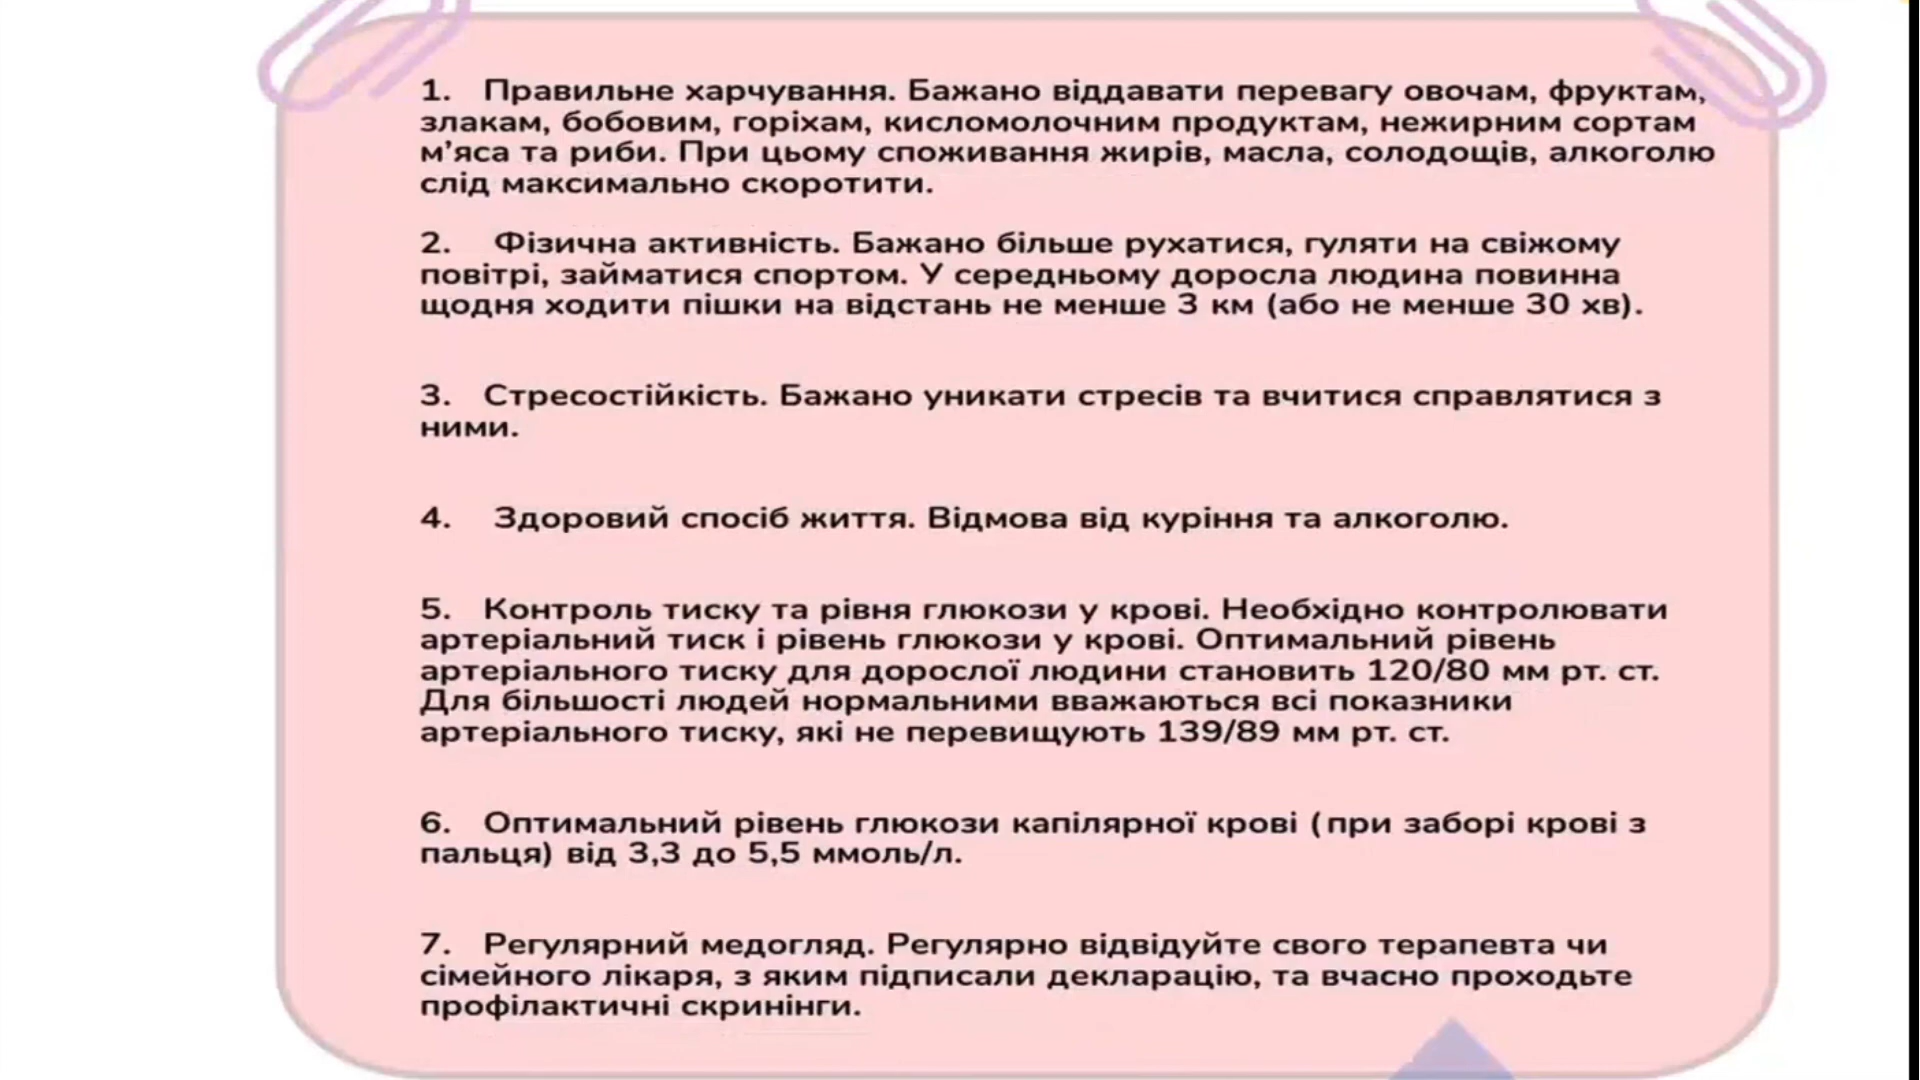 1. Правильне харчування. Бажано віддавати перевагу овочам, фруктам,
злакам, бобовим, горіхам, кисломолочним продуктам, нежирним сортам
м’яса та риби. При цьому споживання жирів, масла, солодощів, алкоголю
слід максимально скоротити.
2. Фізична активність. Бажано більше рухатися, гуляти на свіжому
повітрі, займатися спортом. У середньому доросла людина повинна
щодня ходити пішки на відстань не менше 3 км (або не менше 30 хв).
3. Стресостійкість. Бажано уникати стресів та вчитися справлятися з
ними.
4. Здоровий спосіб життя. Відмова від куріння та алкоголю.
5. Контроль тиску та рівня глюкози у крові. Необхідно контролювати
артеріальний тиск і рівень глюкози у крові. Оптимальний рівень
артеріального тиску для дорослої людини становить 120/80 мм рт. ст.
Для більшості людей нормальними вважаються всі показники
артеріального тиску, які не перевищують 139/89 мм рт. ст.
6. Оптимальний рівень глюкози капілярної крові (при заборі крові з
пальця) від 3,3 до 5,5 ммоль/л.
7. Регулярний медогляд. Регулярно відвідуйте свого терапевта чи
сімейного лікаря, з яким підписали декларацію, та вчасно проходьте
профілактичні скринінги.